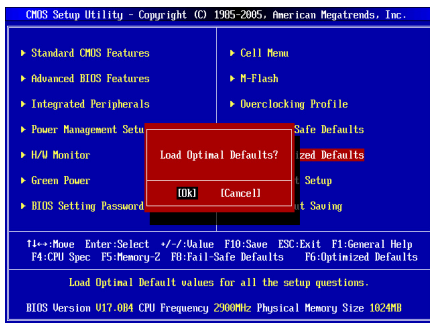 CMOS Setup Utility - Copyright (C) 1985-2005, American Megatrends, Inc.
▶ Standard CMOS Features ▶ Cell Menu
▶ Advanced BIOS Features ▶ M-Flash
▶ Integrated Peripherals ▶ Overclocking Profile
▶ Power Management Setu Safe Defaults
▶ H/W Monitor Load Optimal Defaults? ized Defaults
▶ Green Power t Setup
[Ok] [Cancel]
▶ BIOS Setting Password ut Saving
↑↓↔:Move Enter:Select +/-/:Value F10:Save ESC:Exit F1:General Help
F4:CPU Spec F5:Memory-Z F8:Fail-Safe Defaults F6:Optimized Defaults
Load Optimal Default values for all the setup questions.
BIOS Version V17.0B4 CPU Frequency 2900MHz Physical Memory Size 1024MB